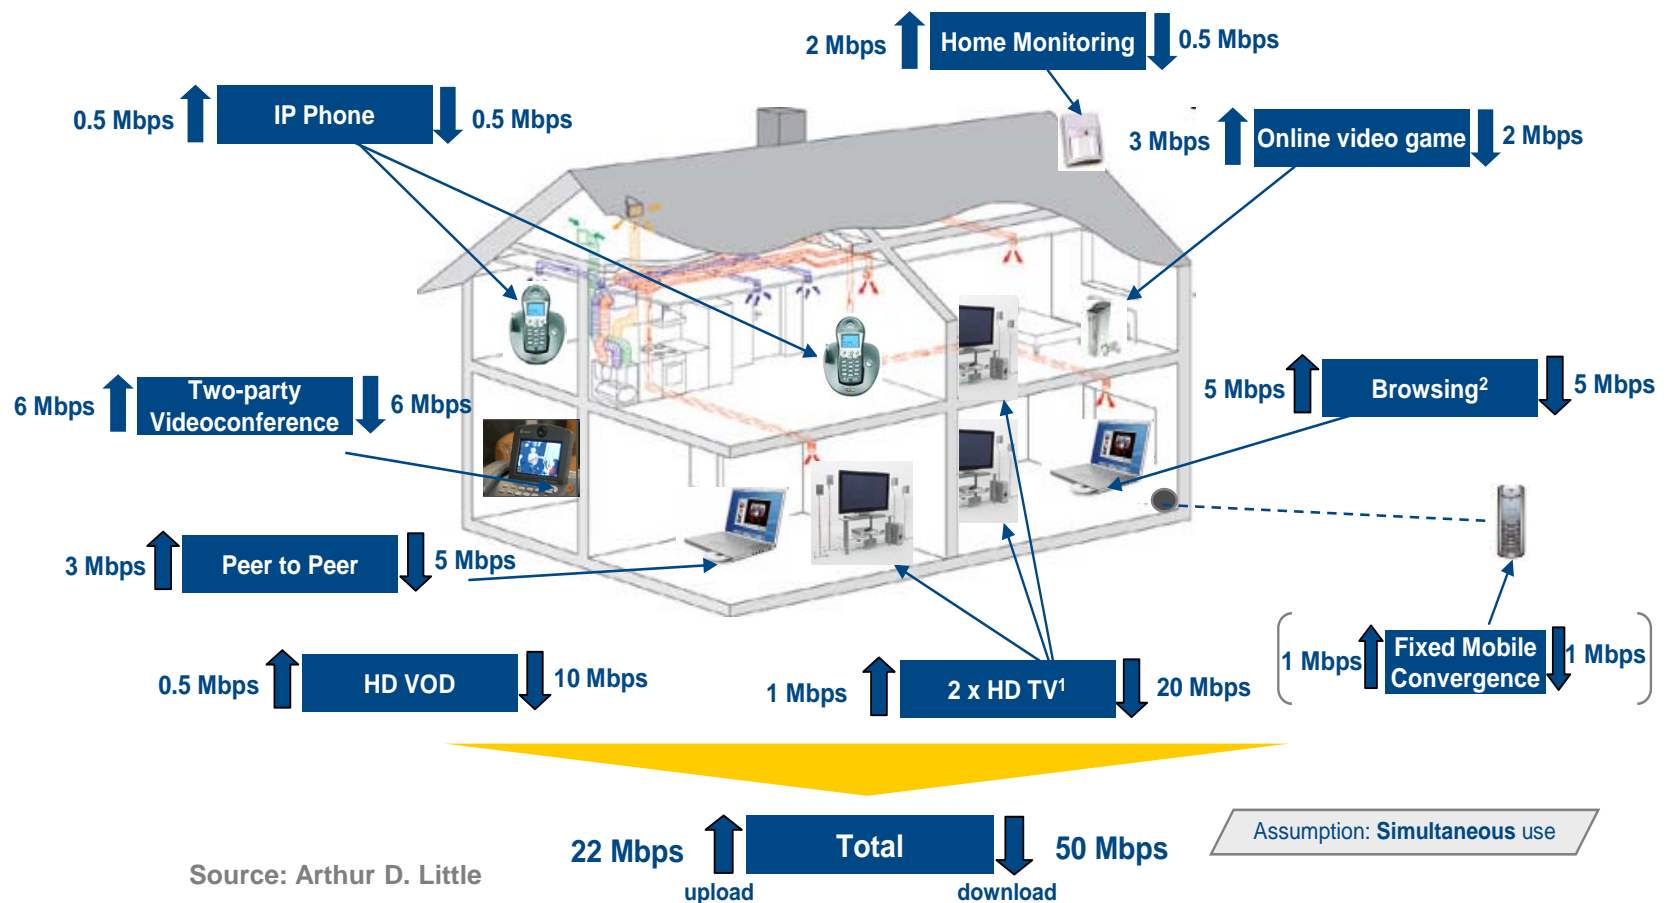 2 Mbps
Home Monitoring
0.5 Mbps
0.5 Mbps
IP Phone
0.5 Mbps
3 Mbps
Online video game
2 Mbps
6 Mbps
Two-party
Videoconference
6 Mbps
5 Mbps
Browsing²
5 Mbps
3 Mbps
Peer to Peer
5 Mbps
0.5 Mbps
HD VOD
10 Mbps
1 Mbps
2 x HD TV¹
20 Mbps
1 Mbps
Fixed Mobile
Convergence
1 Mbps
22 Mbps
Total
50 Mbps
upload
download
Assumption: Simultaneous use
Source: Arthur D. Little